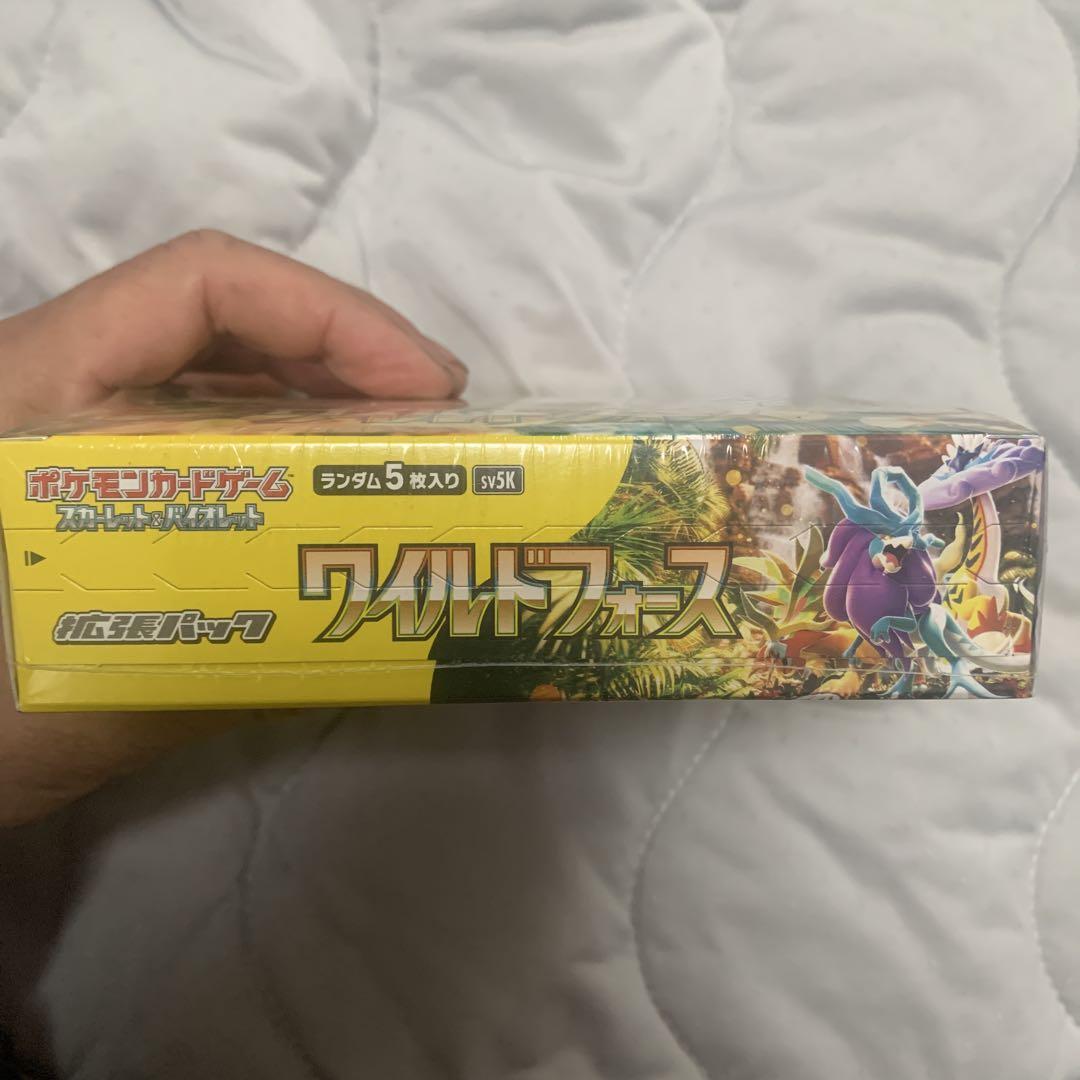 ポケモンカードゲーム
スカーレット&バイオレット
ランダム5枚入り
SV5K
ワイルドフォース
拡張パック